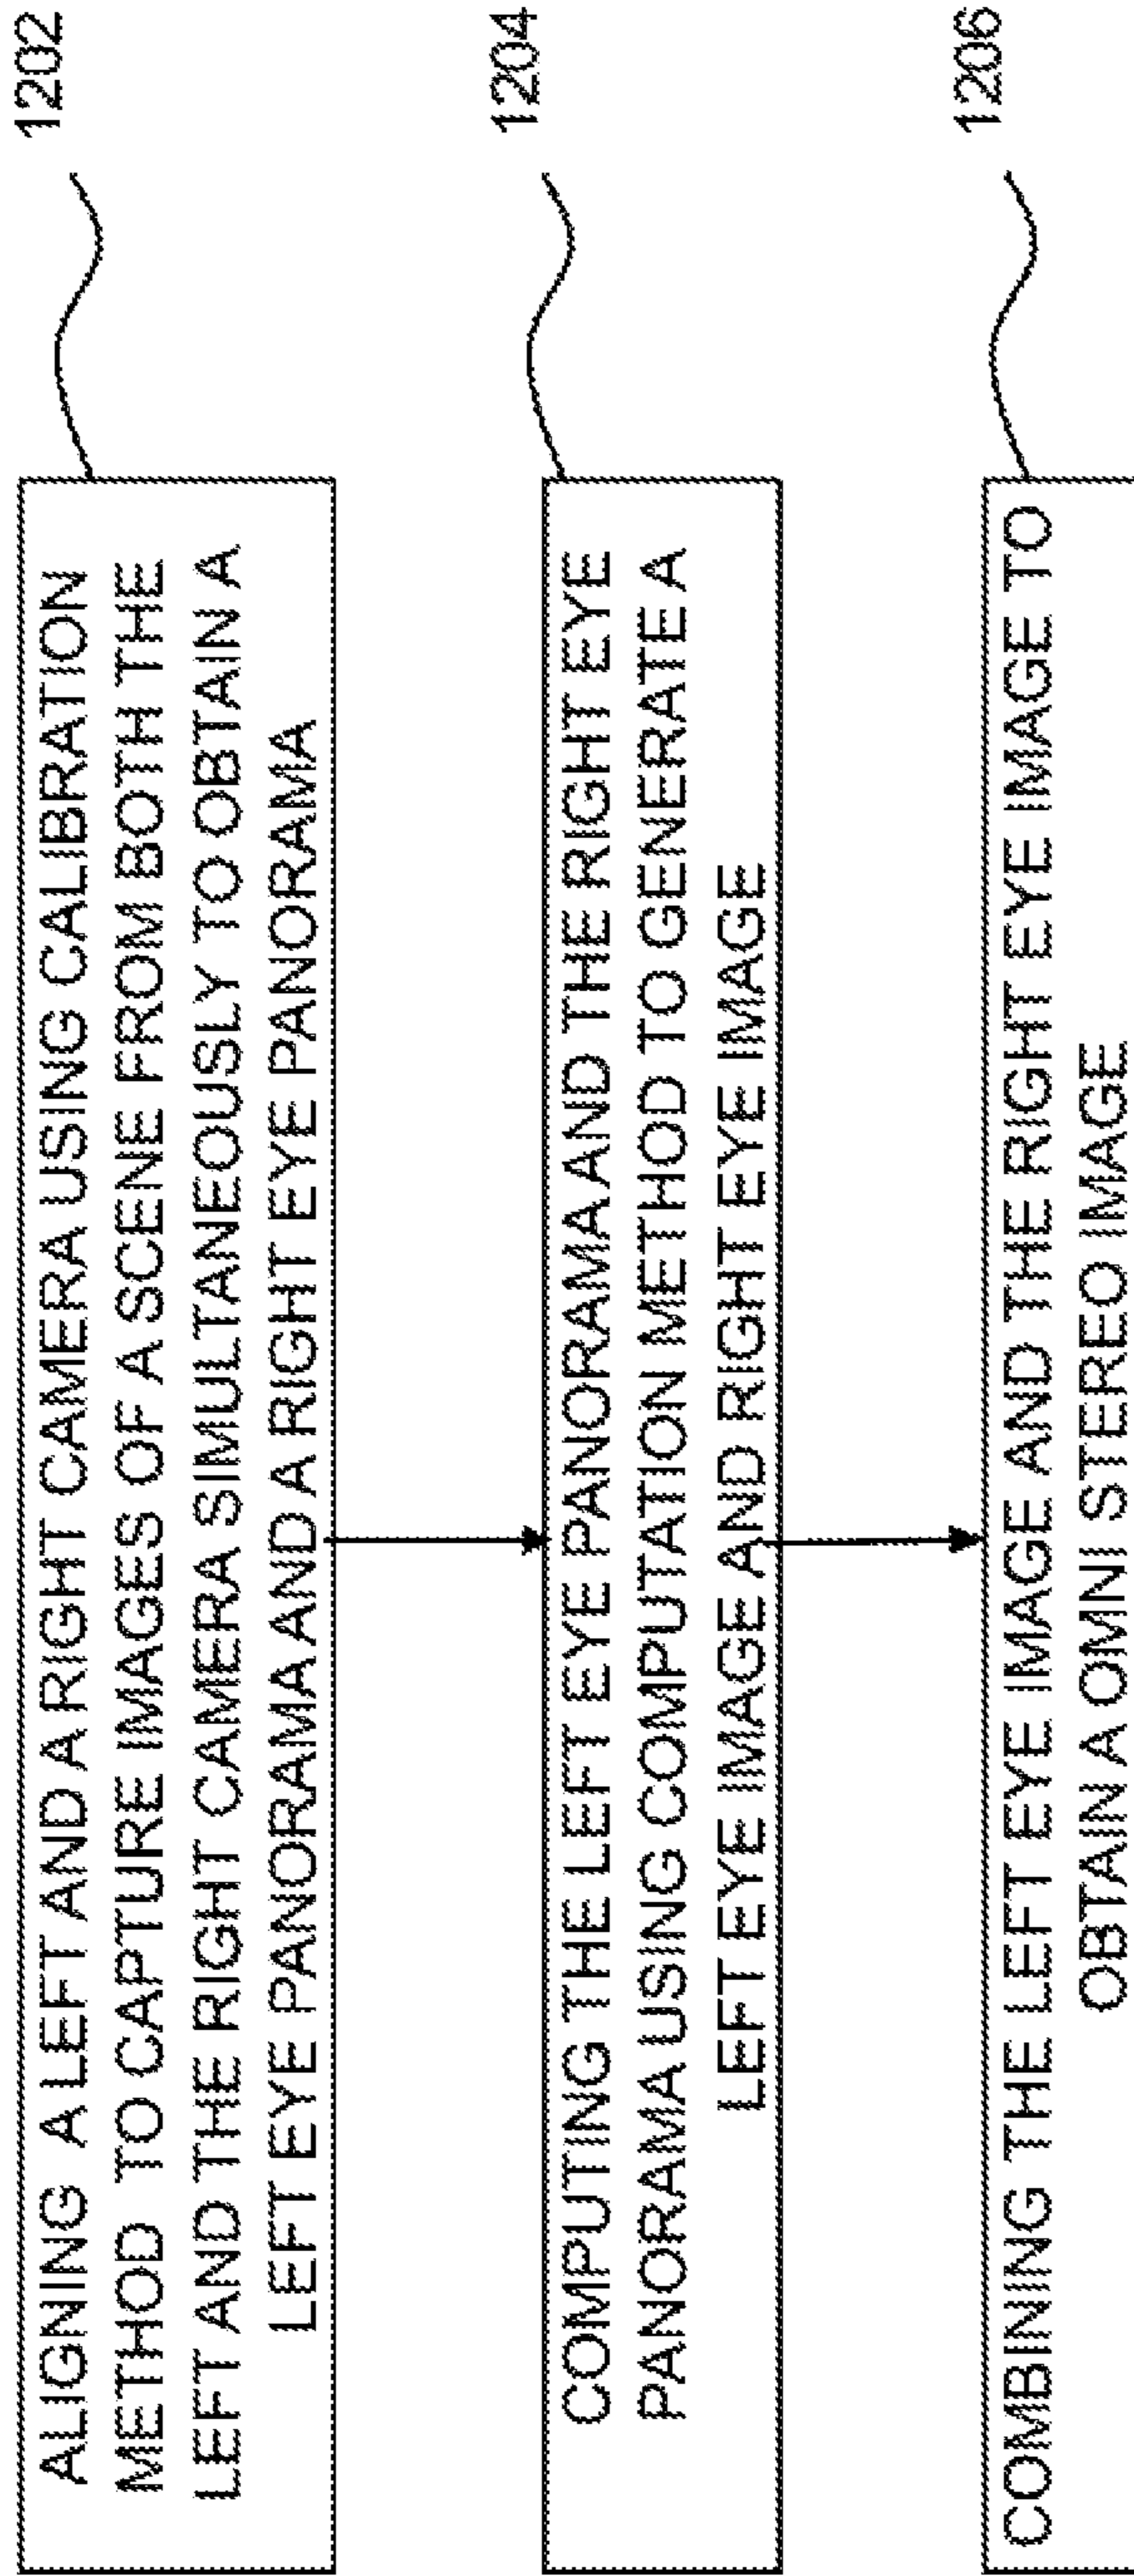 ALIGNING A LEFT AND A RIGHT CAMERA USING CALIBRATION
METHOD TO CAPTURE IMAGES OF A SCENE FROM BOTH THE
LEFT AND THE RIGHT CAMERA SIMULTANEOUSLY TO OBTAIN A
LEFT EYE PANORAMA AND A RIGHT EYE PANORAMA
1202
COMPUTING THE LEFT EYE PANORAMA AND THE RIGHT EYE
PANORAMA USING COMPUTATION METHOD TO GENERATE A
LEFT EYE IMAGE AND RIGHT EYE IMAGE
1204
COMBINING THE LEFT EYE IMAGE AND THE RIGHT EYE IMAGE TO
OBTAIN A OMNI STEREO IMAGE
1206